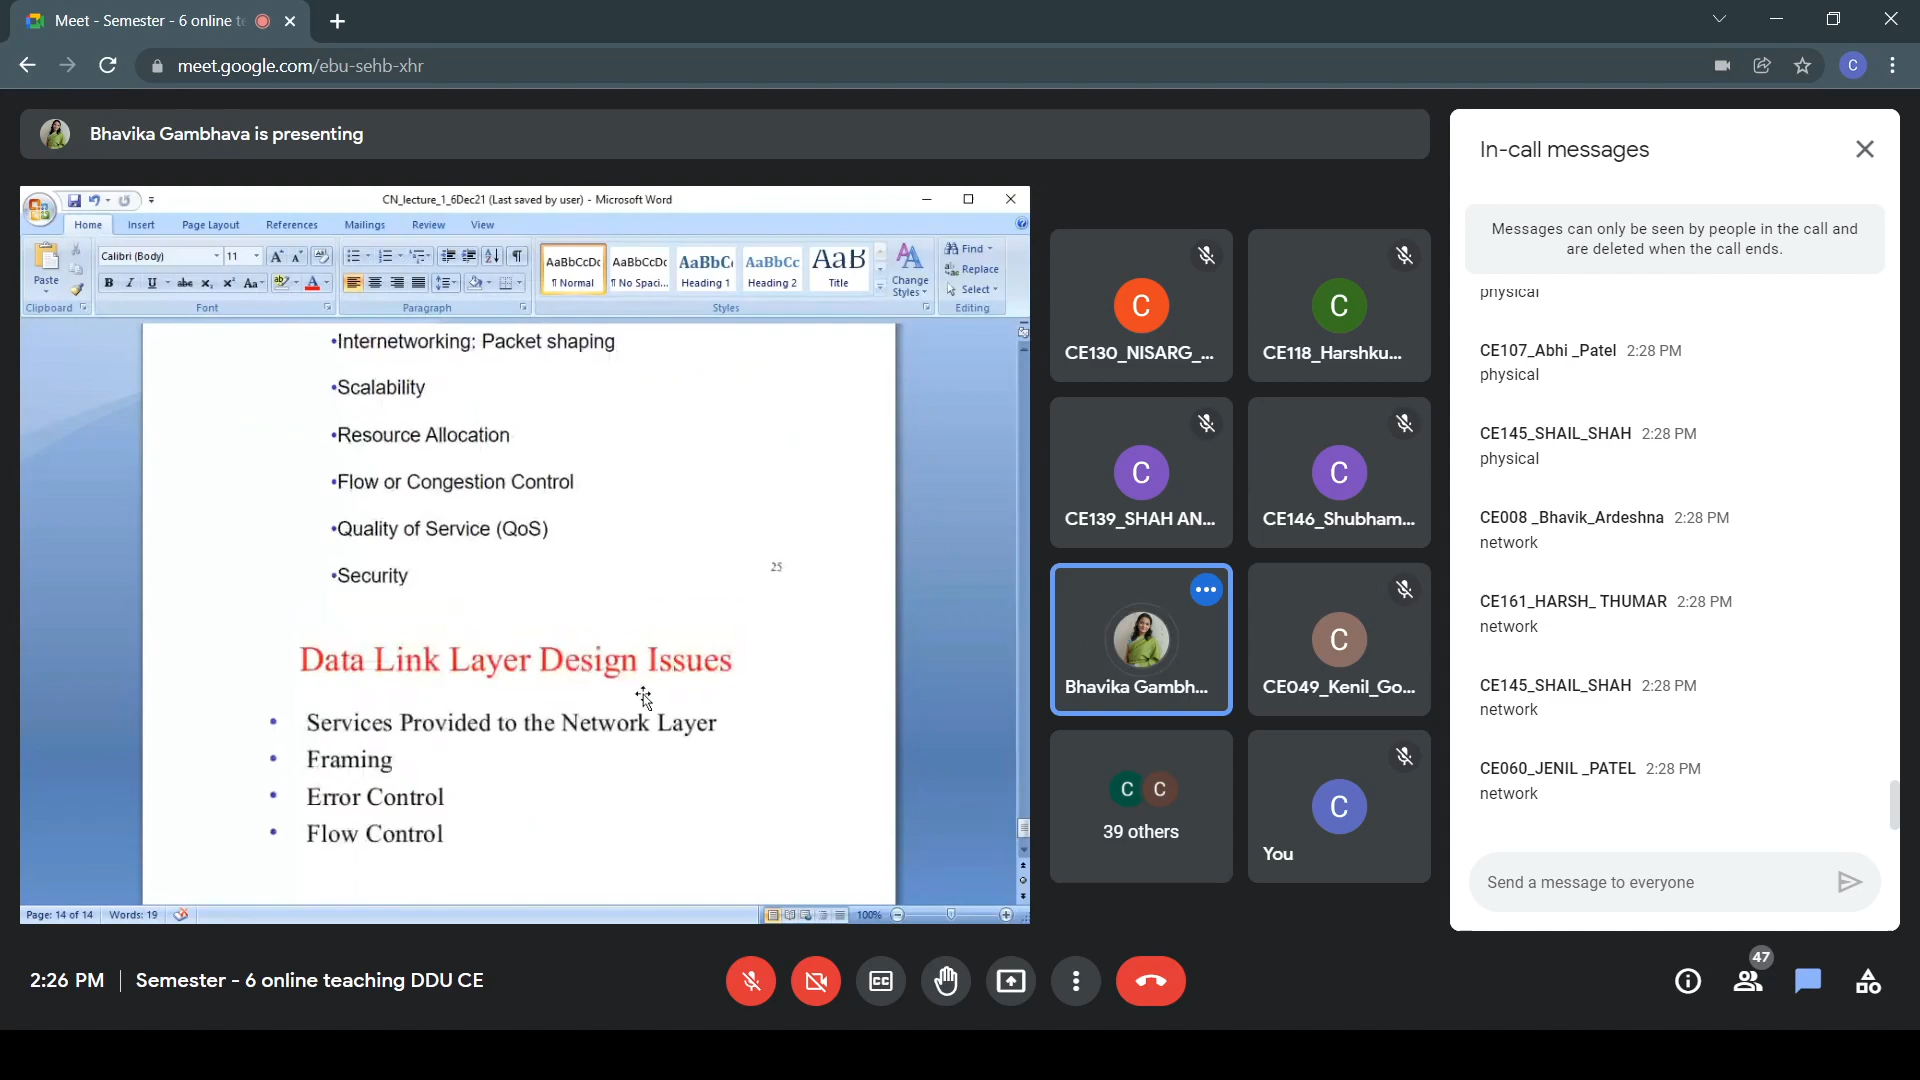 Meet - Semester - 6 online te
meet.google.com/ebu-sehb-xhr
C
Bhavika Gambhava is presenting
CN_lecture_1_6Dec21 (Last saved by user) - Microsoft Word
Home Insert Page Layout References Mailings Review View
Paste
Calibri (Body) 11
B I U abc X₂ X² Aa A
AaBbCcDc AaBbCcDc AaBbC AaBbCc AaB
¶ Normal ¶ No Spaci... Heading 1 Heading 2 Title
Change Styles
Find
Replace
Select
Clipboard Font Paragraph Styles Editing
•Internetworking: Packet shaping
•Scalability
•Resource Allocation
•Flow or Congestion Control
•Quality of Service (QoS)
•Security
25
Data Link Layer Design Issues
• Services Provided to the Network Layer
• Framing
• Error Control
• Flow Control
Page: 14 of 14 Words: 19 100%
C
CE130_NISARG_...
C
CE118_Harshku...
C
CE139_SHAH AN...
C
CE146_Shubham...
Bhavika Gambh...
C
CE049_Kenil_Go...
C C
39 others
C
You
In-call messages
Messages can only be seen by people in the call and
are deleted when the call ends.
physical
CE107_Abhi _Patel 2:28 PM
physical
CE145_SHAIL_SHAH 2:28 PM
physical
CE008 _Bhavik_Ardeshna 2:28 PM
network
CE161_HARSH_ THUMAR 2:28 PM
network
CE145_SHAIL_SHAH 2:28 PM
network
CE060_JENIL _PATEL 2:28 PM
network
Send a message to everyone
2:26 PM | Semester - 6 online teaching DDU CE
CC
47